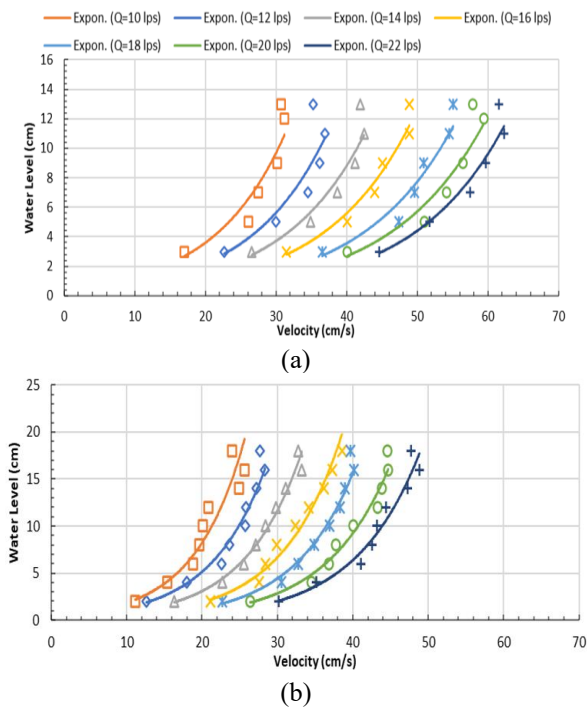 Expon. (Q=10 lps) Expon. (Q=12 lps) Expon. (Q=14 lps) Expon. (Q=16 lps)
Expon. (Q=18 lps) Expon. (Q=20 lps) Expon. (Q=22 lps)
16
14
12
10
8
6
4
2
0
Water Level (cm)
0 10 20 30 40 50 60 70
Velocity (cm/s)
(a)
25
20
15
10
5
0
Water Level (cm)
0 10 20 30 40 50 60 70
Velocity (cm/s)
(b)